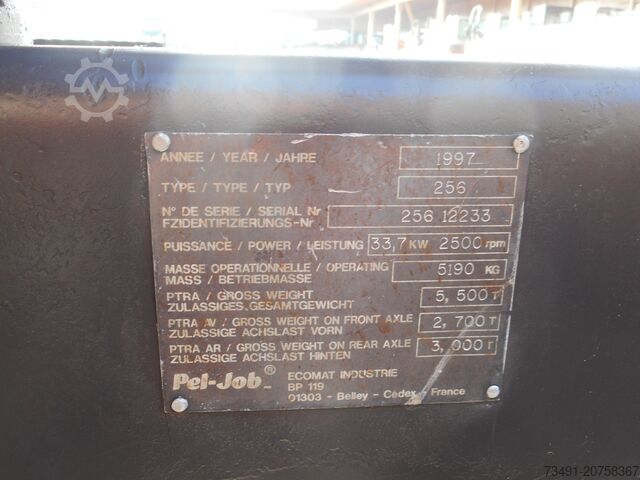 ANNEE / YEAR / JAHRE 1997
TYPE / TYPE / TYP 256
N° DE SERIE / SERIAL Nr 256 12233
FZIDENTIFIZIERUNGS-Nr
PUISSANCE / POWER / LEISTUNG 33,7 KW 2500 rpm
MASSE OPERATIONNELLE / OPERATING 5190 KG
MASS / BETRIEBMASSE
PTRA / GROSS WEIGHT 5,500 T
ZULASSIGES GESAMTGEWICHT
PTRA AV / GROSS WEIGHT ON FRONT AXLE 2,700 T
ZULASSIGE ACHSLAST VORN
PTRA AR / GROSS WEIGHT ON REAR AXLE 3,000 T
ZULASSIGE ACHSLAST HINTEN
Pel-Job® ECOMAT INDUSTRIE
BP 119
01303 - Belley - Cedex - France
73491-20758367